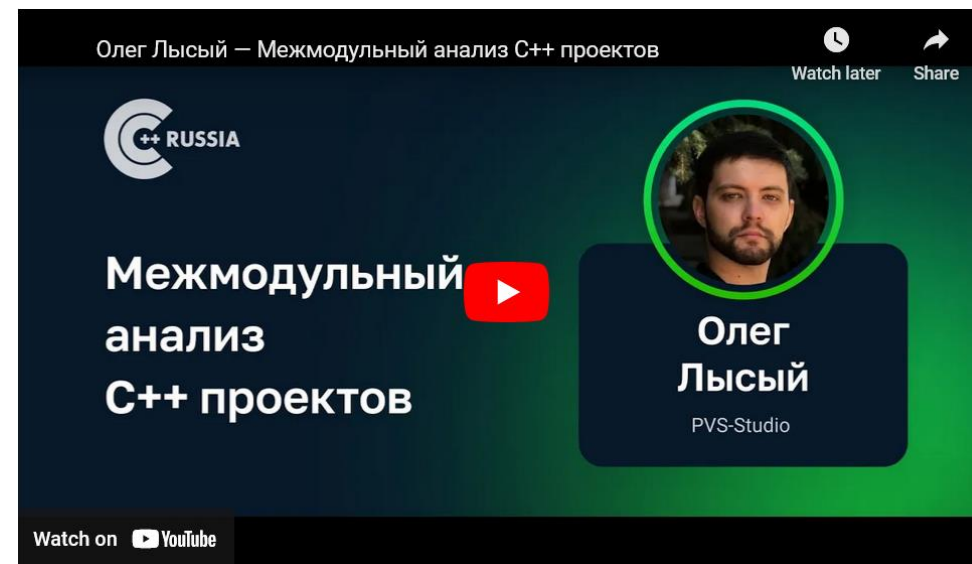 Олег Лысый — Межмодульный анализ C++ проектов
Watch later
Share
C++ RUSSIA
Межмодульный
анализ
C++ проектов
Олег
Лысый
PVS-Studio
Watch on YouTube